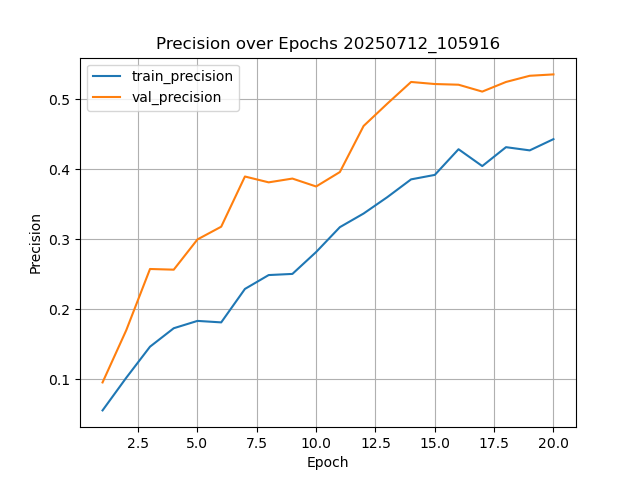 Precision over Epochs 20250712_105916
train_precision
val_precision
0.5
0.4
0.3
0.2
0.1
Precision
2.5 5.0 7.5 10.0 12.5 15.0 17.5 20.0
Epoch